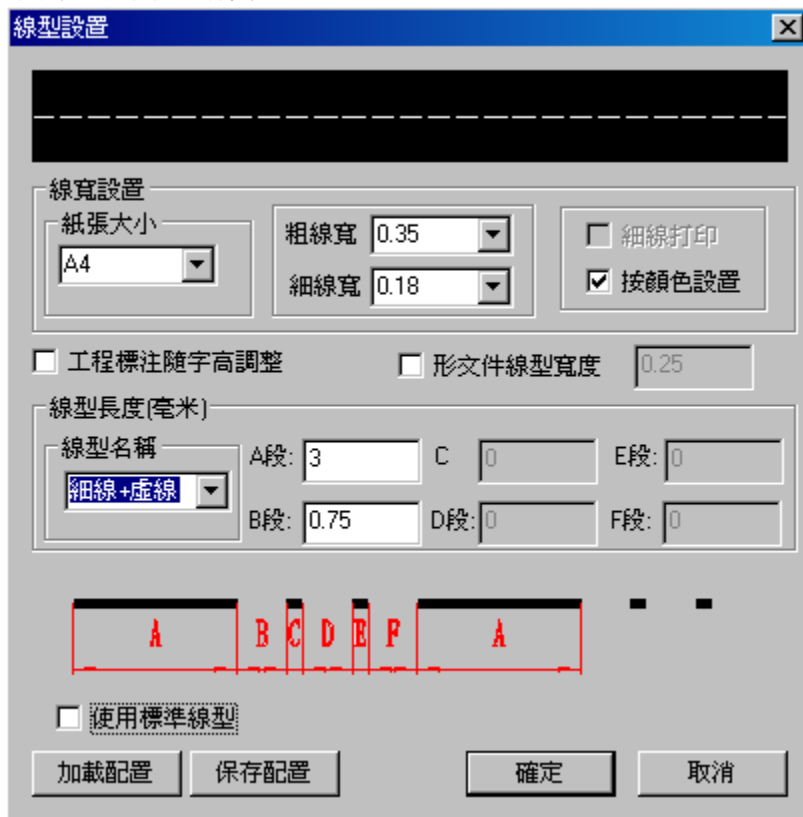 線型設置
線寬設置
紙張大小
A4
粗線寬 0.35
細線寬 0.18
細線打印
按顏色設置
工程標注隨字高調整
形文件線型寬度 0.25
線型長度(毫米)
線型名稱
細線+虛線
A段: 3 C 0 E段: 0
B段: 0.75 D段: 0 F段: 0
A B C D E F A
使用標準線型
加載配置 保存配置 確定 取消